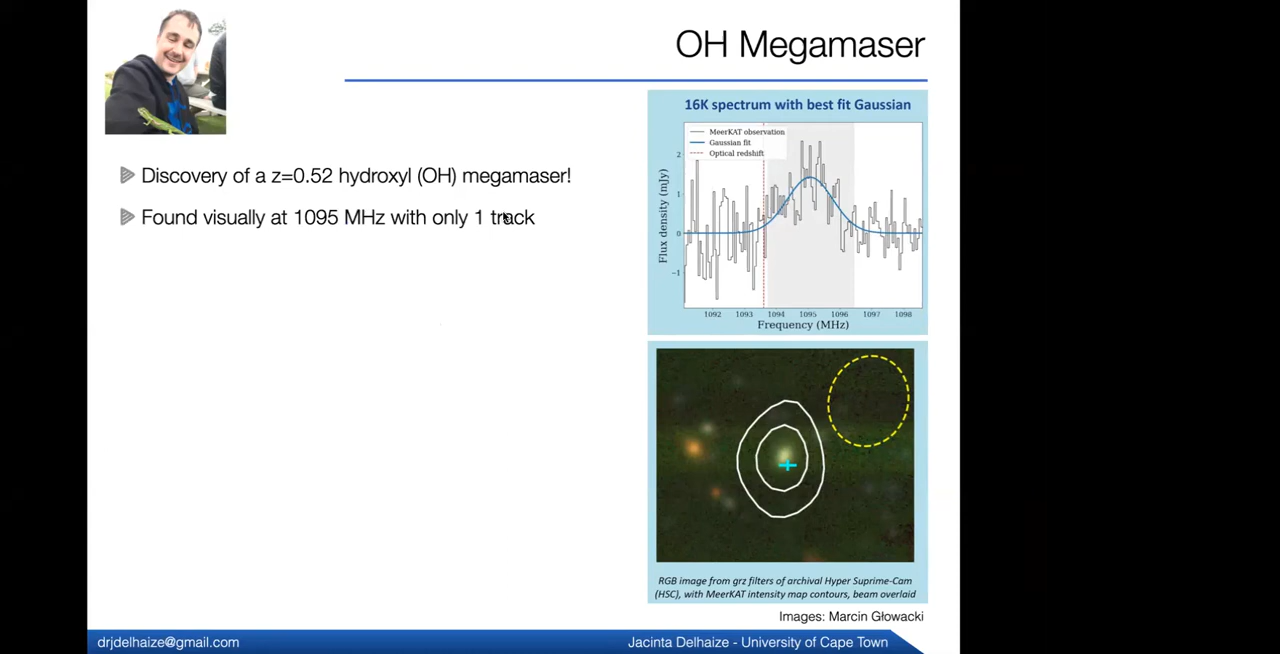 OH Megamaser
Discovery of a z=0.52 hydroxyl (OH) megamaser!
Found visually at 1095 MHz with only 1 track
16K spectrum with best fit Gaussian
MeerKAT observation
Gaussian fit
Optical redshift
Flux density (mJy)
2
1
0
−1
1092 1093 1094 1095 1096 1097 1098
Frequency (MHz)
RGB image from grz filters of archival Hyper Suprime-Cam
(HSC), with MeerKAT intensity map contours, beam overlaid
Images: Marcin Głowacki
drjdelhaize@gmail.com
Jacinta Delhaize - University of Cape Town